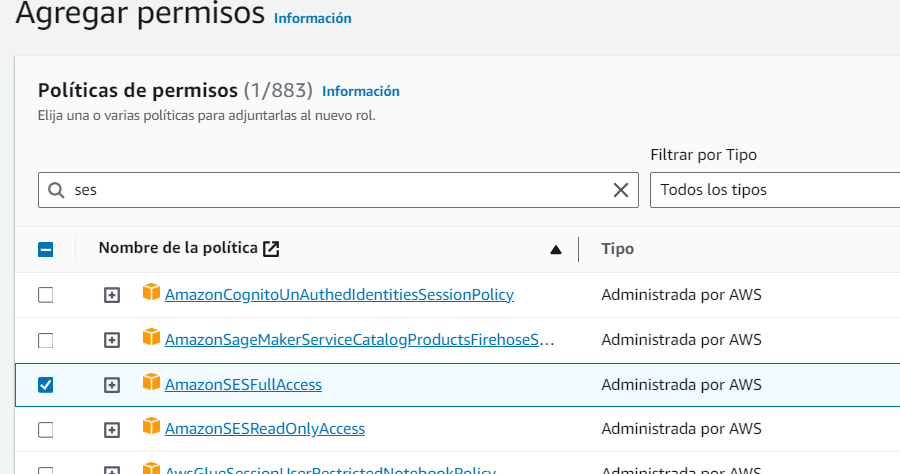 Agregar permisos Información
Políticas de permisos (1/883) Información
Elija una o varias políticas para adjuntarlas al nuevo rol.
Filtrar por Tipo
ses Todos los tipos
Nombre de la política Tipo
AmazonCognitoUnAuthedIdentitiesSessionPolicy Administrada por AWS
AmazonSageMakerServiceCatalogProductsFirehoseS... Administrada por AWS
AmazonSESFullAccess Administrada por AWS
AmazonSESReadOnlyAccess Administrada por AWS
AwsGlueSessionUserRestrictedNotebookPolicy Administrada por AWS